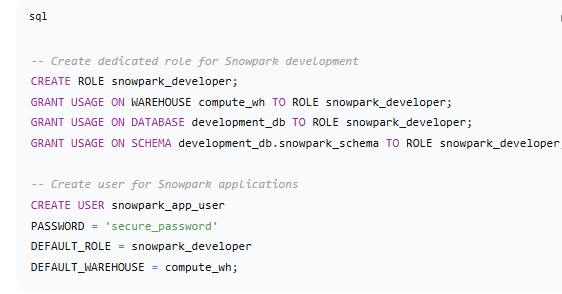 sql
-- Create dedicated role for Snowpark development
CREATE ROLE snowpark_developer;
GRANT USAGE ON WAREHOUSE compute_wh TO ROLE snowpark_developer;
GRANT USAGE ON DATABASE development_db TO ROLE snowpark_developer;
GRANT USAGE ON SCHEMA development_db.snowpark_schema TO ROLE snowpark_developer;
-- Create user for Snowpark applications
CREATE USER snowpark_app_user
PASSWORD = 'secure_password'
DEFAULT_ROLE = snowpark_developer
DEFAULT_WAREHOUSE = compute_wh;